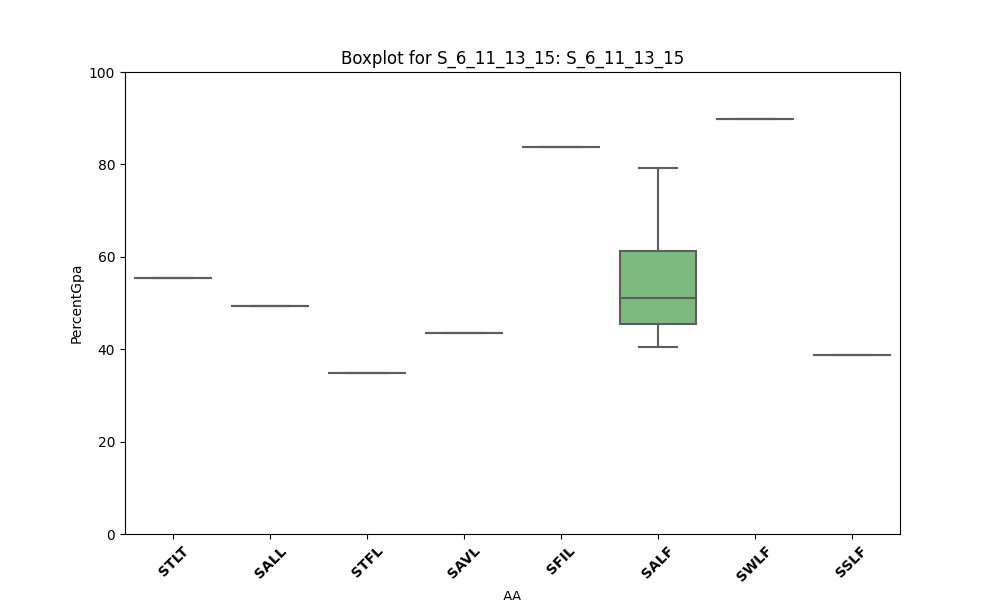 Boxplot for S_6_11_13_15: S_6_11_13_15
100
80
60
40
20
0
PercentGpa
STLT SALL STFL SAVL SFIL SALF SWLF SSLF
AA